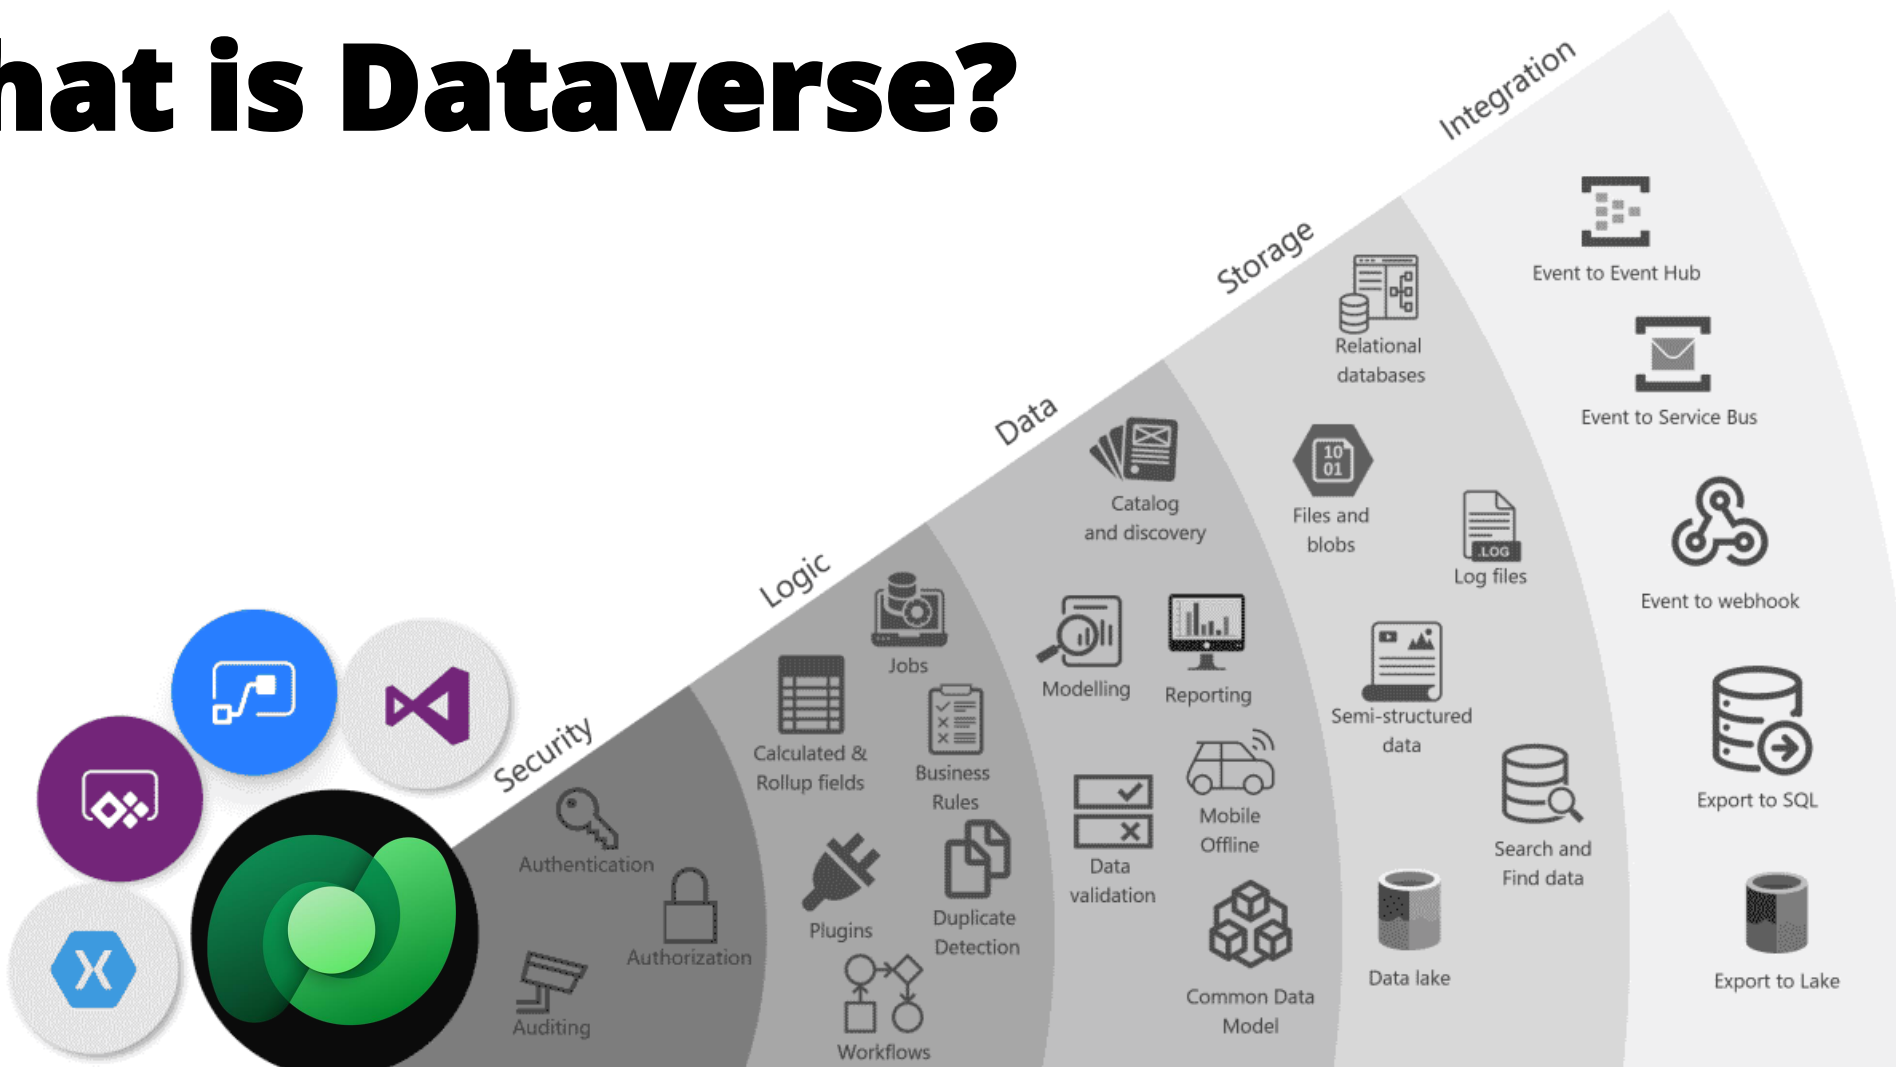 hat is Dataverse?
Security
Authentication
Authorization
Auditing
Logic
Jobs
Calculated &
Rollup fields
Business
Rules
Plugins
Duplicate
Detection
Workflows
Data
Catalog
and discovery
Modelling
Reporting
Mobile
Offline
Data
validation
Common Data
Model
Storage
Relational
databases
10
01
Files and
blobs
.LOG
Log files
Semi-structured
data
Search and
Find data
Data lake
Integration
Event to Event Hub
Event to Service Bus
Event to webhook
Export to SQL
Export to Lake